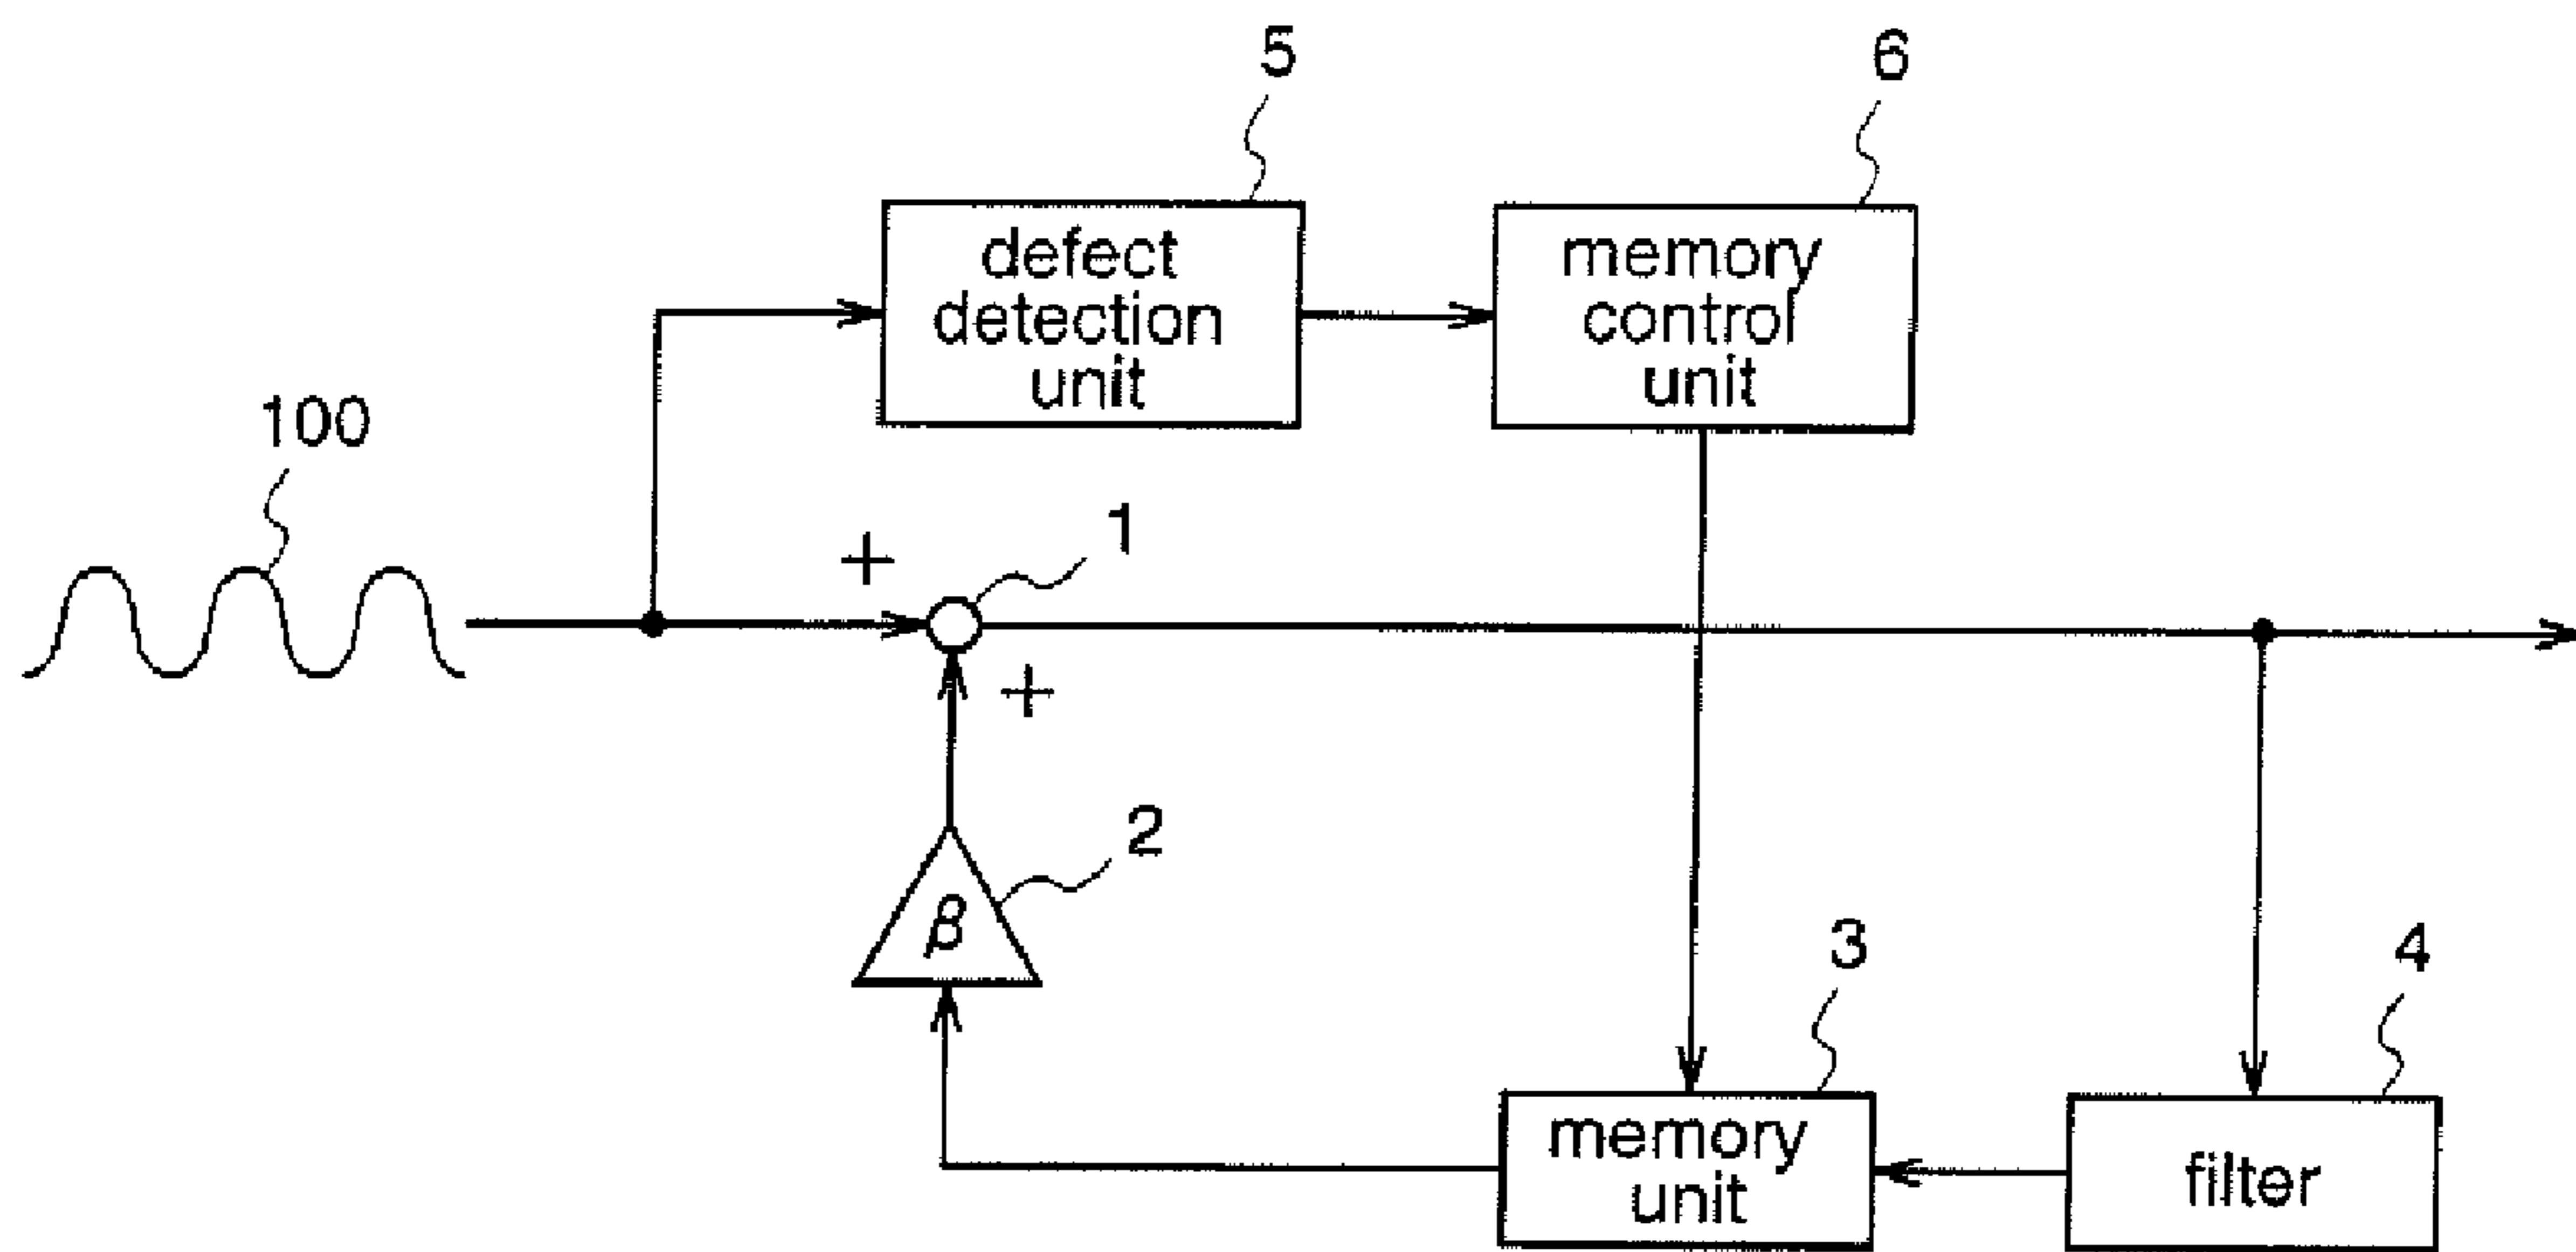 5
6
defect
detection
unit
memory
control
unit
100
1
+
+
2
β
3
4
memory
unit
filter